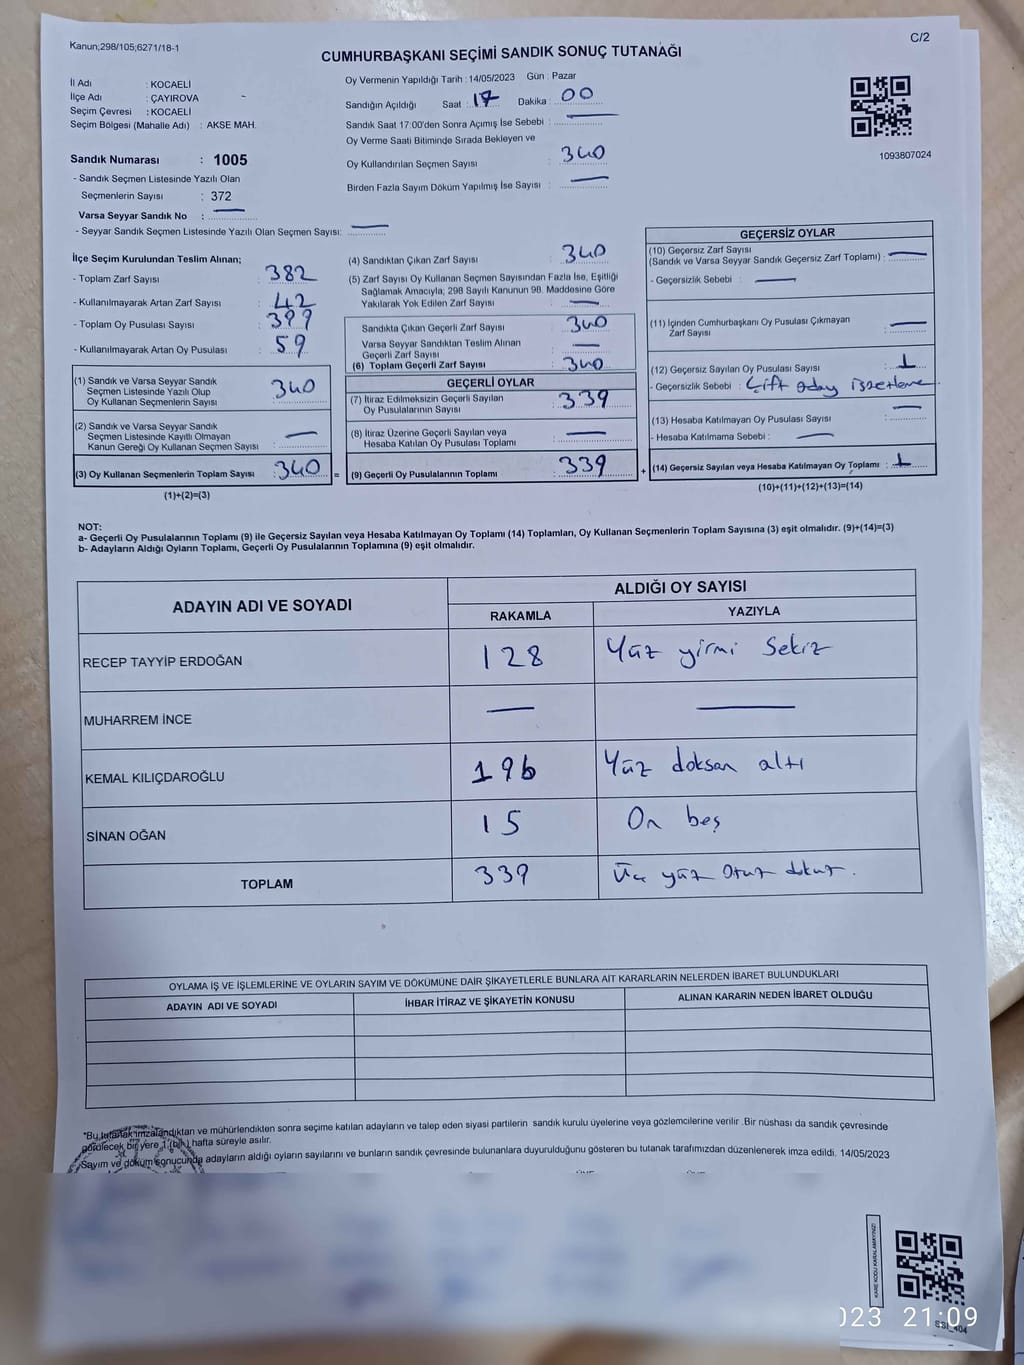 Kanun;298/105;6271/18-1
C/2
CUMHURBAŞKANI SEÇİMİ SANDIK SONUÇ TUTANAĞI
İl Adı : KOCAELİ
İlçe Adı : ÇAYIROVA
Seçim Çevresi : KOCAELİ
Seçim Bölgesi (Mahalle Adı) : AKSE MAH.
Sandık Numarası : 1005
- Sandık Seçmen Listesinde Yazılı Olan
Seçmenlerin Sayısı : 372
Varsa Seyyar Sandık No :
- Seyyar Sandık Seçmen Listesinde Yazılı Olan Seçmen Sayısı:
Oy Vermenin Yapıldığı Tarih : 14/05/2023 Gün : Pazar
Sandığın Açıldığı Saat : 17 Dakika : 00
Sandık Saat 17:00'den Sonra Açımış İse Sebebi :
Oy Verme Saati Bitiminde Sırada Bekleyen ve
Oy Kullandırılan Seçmen Sayısı : 340
Birden Fazla Sayım Döküm Yapılmış İse Sayısı :
1093807024
İlçe Seçim Kurulundan Teslim Alınan;
- Toplam Zarf Sayısı : 382
- Kullanılmayarak Artan Zarf Sayısı : 42
- Toplam Oy Pusulası Sayısı : 399
- Kullanılmayarak Artan Oy Pusulası : 59
(1) Sandık ve Varsa Seyyar Sandık
Seçmen Listesinde Yazılı Olup
Oy Kullanan Seçmenlerin Sayısı : 340
(2) Sandık ve Varsa Seyyar Sandık
Seçmen Listesinde Kayıtlı Olmayan
Kanun Gereği Oy Kullanan Seçmen Sayısı :
(3) Oy Kullanan Seçmenlerin Toplam Sayısı : 340 =
(1)+(2)=(3)
(4) Sandıktan Çıkan Zarf Sayısı : 340
(5) Zarf Sayısı Oy Kullanan Seçmen Sayısından Fazla İse, Eşitliği
Sağlamak Amacıyla, 298 Sayılı Kanunun 98. Maddesine Göre
Yakılarak Yok Edilen Zarf Sayısı :
Sandıkta Çıkan Geçerli Zarf Sayısı : 340
Varsa Seyyar Sandıktan Teslim Alınan
Geçerli Zarf Sayısı :
(6) Toplam Geçerli Zarf Sayısı : 340
GEÇERLİ OYLAR
(7) İtiraz Edilmeksizin Geçerli Sayılan
Oy Pusulalarının Sayısı : 339
(8) İtiraz Üzerine Geçerli Sayılan veya
Hesaba Katılan Oy Pusulası Toplamı :
(9) Geçerli Oy Pusulalarının Toplamı : 339 +
GEÇERSİZ OYLAR
(10) Geçersiz Zarf Sayısı
(Sandık ve Varsa Seyyar Sandık Geçersiz Zarf Toplamı) :
- Geçersizlik Sebebi :
(11) İçinden Cumhurbaşkanı Oy Pusulası Çıkmayan
Zarf Sayısı :
(12) Geçersiz Sayılan Oy Pusulası Sayısı : 1
- Geçersizlik Sebebi : Çift aday işaretleme
(13) Hesaba Katılmayan Oy Pusulası Sayısı :
- Hesaba Katılmama Sebebi :
(14) Geçersiz Sayılan veya Hesaba Katılmayan Oy Toplamı : 1
(10)+(11)+(12)+(13)=(14)
NOT:
a- Geçerli Oy Pusulalarının Toplamı (9) ile Geçersiz Sayılan veya Hesaba Katılmayan Oy Toplamı (14) Toplamları, Oy Kullanan Seçmenlerin Toplam Sayısına (3) eşit olmalıdır. (9)+(14)=(3)
b- Adayların Aldığı Oyların Toplamı, Geçerli Oy Pusulalarının Toplamına (9) eşit olmalıdır.
ADAYIN ADI VE SOYADI
ALDIĞI OY SAYISI
RAKAMLA YAZIYLA
RECEP TAYYİP ERDOĞAN 128 Yüz yirmi Sekiz
MUHARREM İNCE
KEMAL KILIÇDAROĞLU 196 Yüz doksan altı
SİNAN OĞAN 15 On beş
TOPLAM 339 Üç yüz Otuz dokuz.
OYLAMA İŞ VE İŞLEMLERİNE VE OYLARIN SAYIM VE DÖKÜMÜNE DAİR ŞİKAYETLERLE BUNLARA AİT KARARLARIN NELERDEN İBARET BULUNDUKLARI
ADAYIN ADI VE SOYADI İHBAR İTİRAZ VE ŞİKAYETİN KONUSU ALINAN KARARIN NEDEN İBARET OLDUĞU
*Bu tutanak imzalandıktan ve mühürlendikten sonra seçime katılan adayların ve talep eden siyasi partilerin sandık kurulu üyelerine veya gözlemcilerine verilir .Bir nüshası da sandık çevresinde
görülecek bir yere 1 (bir) hafta süreyle asılır.
Sayım ve döküm sonucunda adayların aldığı oyların sayılarını ve bunların sandık çevresinde bulunanlara duyurulduğunu gösteren bu tutanak tarafımızdan düzenlenerek imza edildi. 14/05/2023
KARE KODU KARALAMAYINIZ!
023 21:09